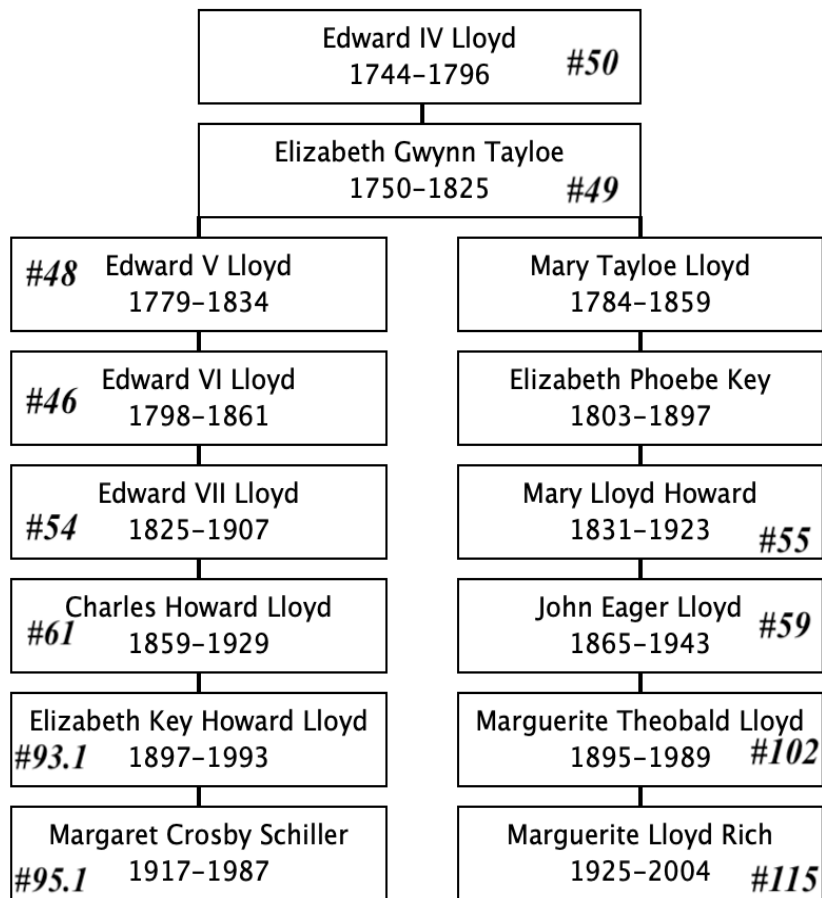 Edward IV Lloyd
1744–1796 #50
Elizabeth Gwynn Tayloe
1750–1825 #49
#48 Edward V Lloyd
1779–1834
Mary Tayloe Lloyd
1784–1859
#46 Edward VI Lloyd
1798–1861
Elizabeth Phoebe Key
1803–1897
Edward VII Lloyd
#54 1825–1907
Mary Lloyd Howard
1831–1923 #55
Charles Howard Lloyd
#61 1859–1929
John Eager Lloyd #59
1865–1943
Elizabeth Key Howard Lloyd
#93.1 1897–1993
Marguerite Theobald Lloyd
1895–1989 #102
Margaret Crosby Schiller
#95.1 1917–1987
Marguerite Lloyd Rich
1925–2004 #115